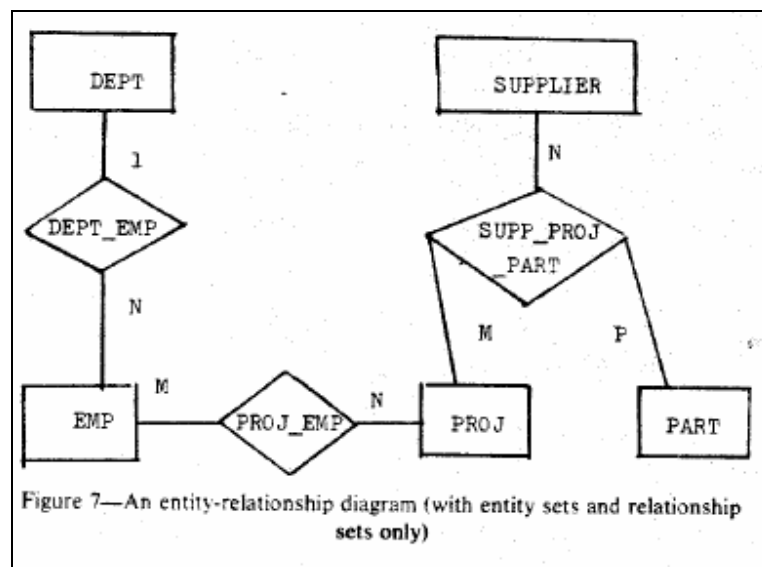 DEPT
SUPPLIER
1
N
DEPT_EMP
SUPP_PROJ
_PART
N
M
P
M
N
EMP
PROJ_EMP
PROJ
PART
Figure 7—An entity-relationship diagram (with entity sets and relationship
sets only)